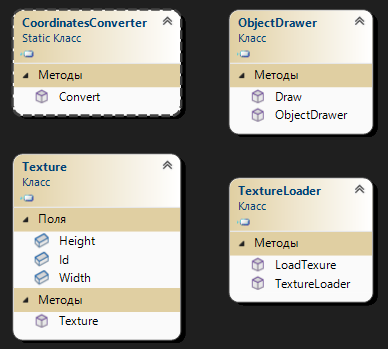 CoordinatesConverter
Static Класс
Методы
Convert
ObjectDrawer
Класс
Методы
Draw
ObjectDrawer
Texture
Класс
Поля
Height
Id
Width
Методы
Texture
TextureLoader
Класс
Методы
LoadTexure
TextureLoader